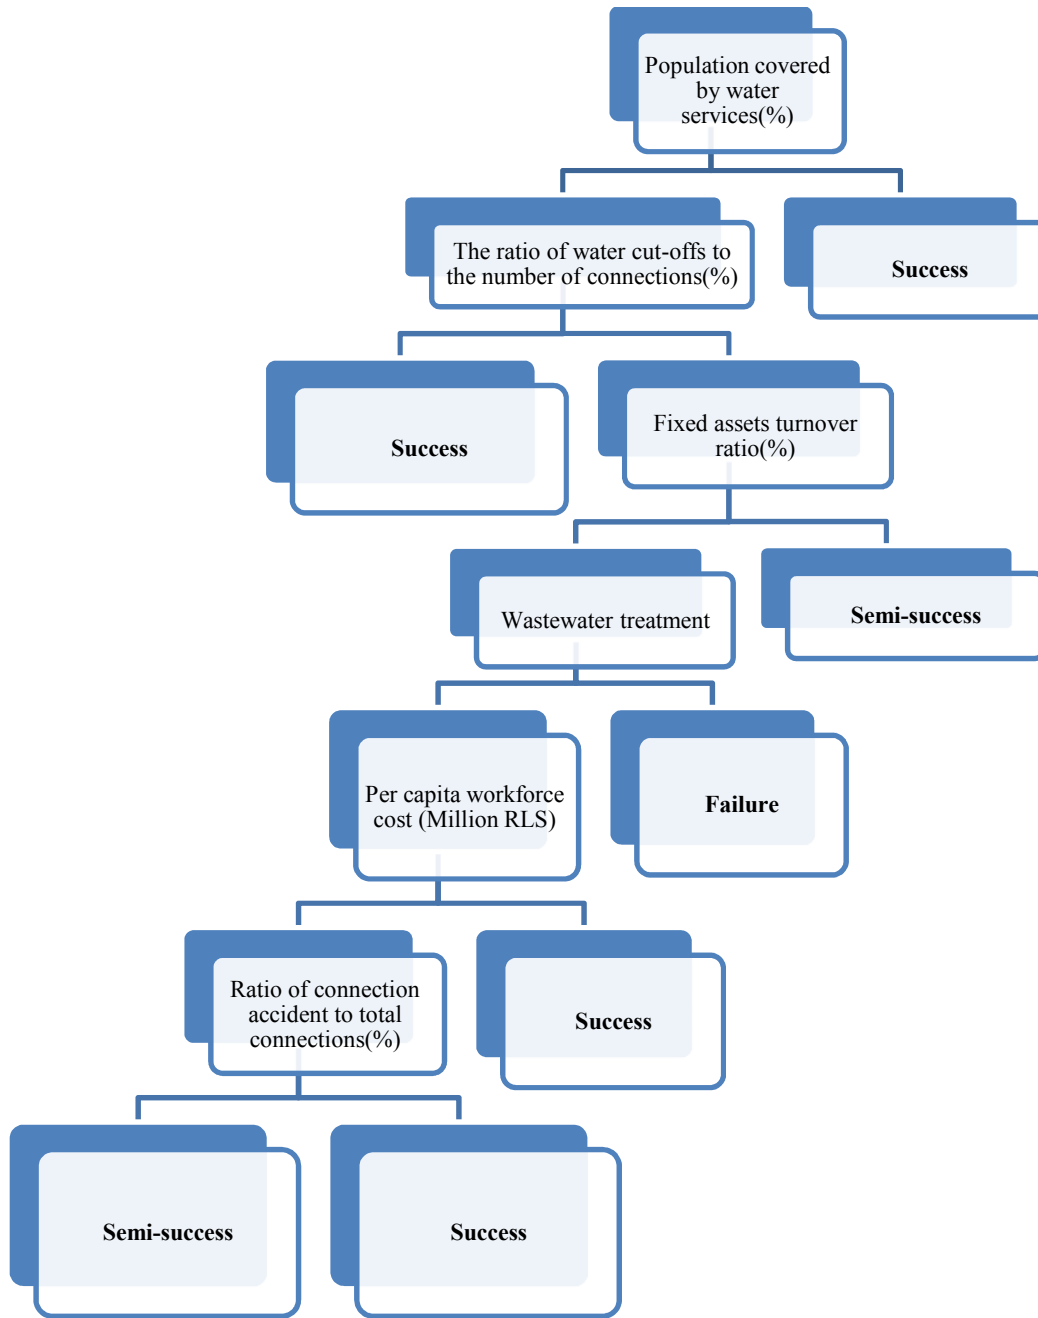 Population covered
by water
services(%)
The ratio of water cut-offs to
the number of connections(%)
Success
Success
Fixed assets turnover
ratio(%)
Wastewater treatment
Semi-success
Per capita workforce
cost (Million RLS)
Failure
Ratio of connection
accident to total
connections(%)
Success
Semi-success
Success